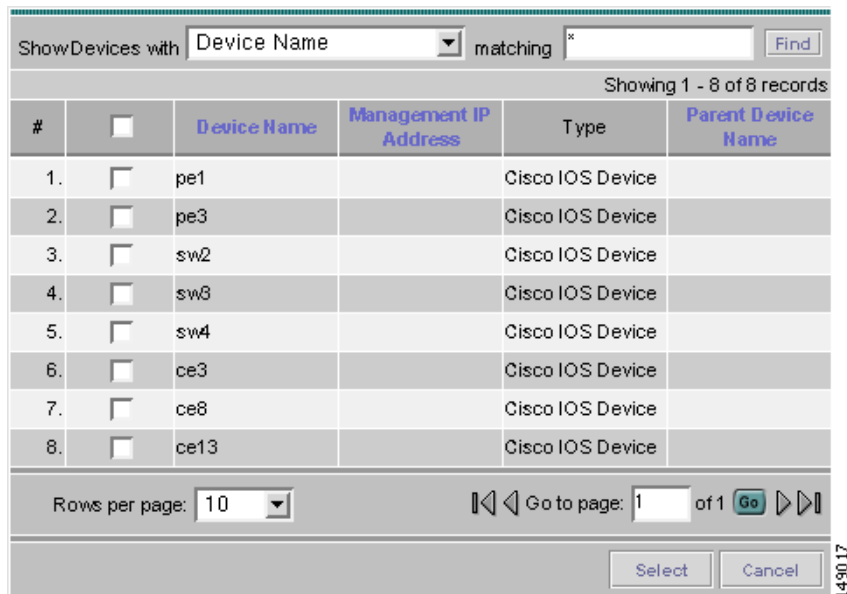 Show Devices with Device Name matching * Find
Showing 1 - 8 of 8 records
# Device Name Management IP Address Type Parent Device Name
1. pe1 Cisco IOS Device
2. pe3 Cisco IOS Device
3. sw2 Cisco IOS Device
4. sw3 Cisco IOS Device
5. sw4 Cisco IOS Device
6. ce3 Cisco IOS Device
7. ce8 Cisco IOS Device
8. ce13 Cisco IOS Device
Rows per page: 10 Go to page: 1 of 1 Go
Select Cancel
149017